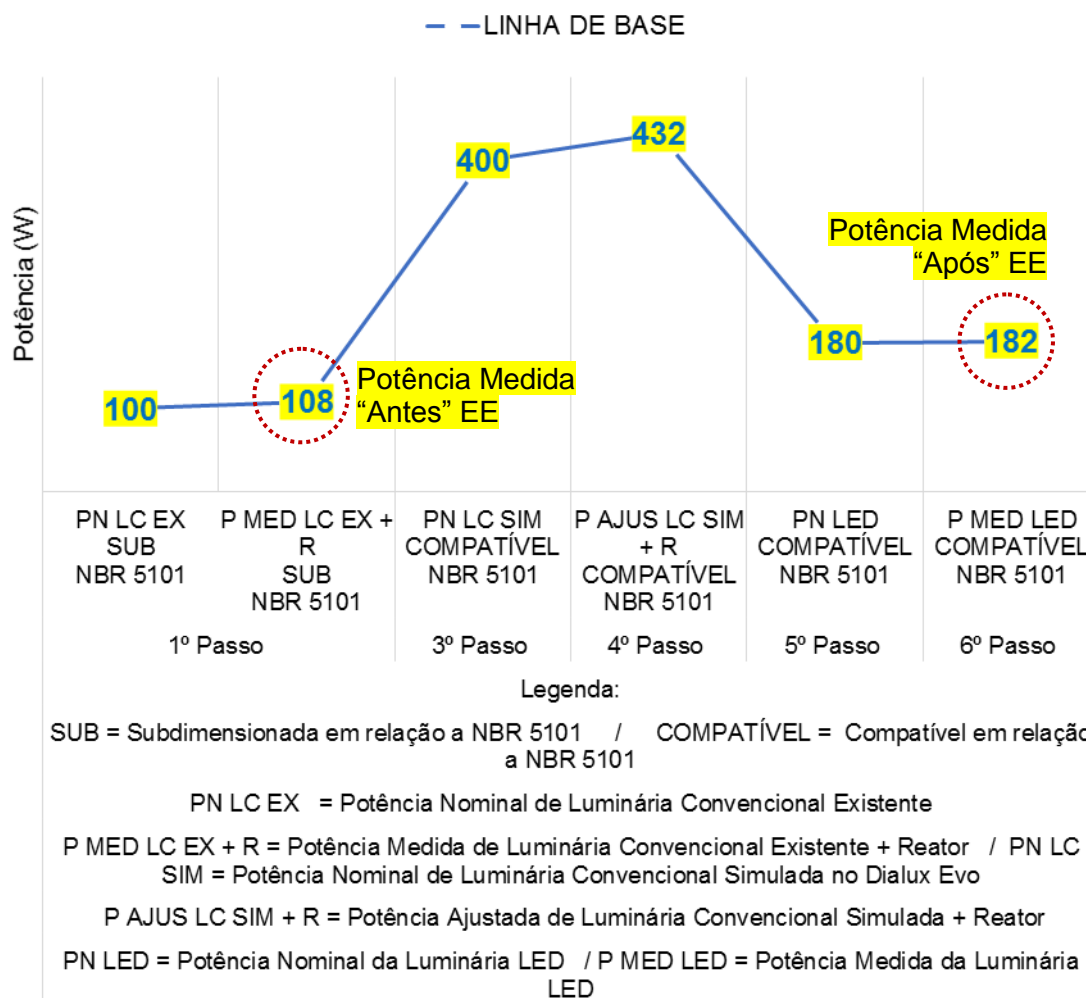 LINHA DE BASE
Potência (W)
400
432
Potência Medida
“Após” EE
180
182
100
108
Potência Medida
“Antes” EE
PN LC EX
SUB
NBR 5101
P MED LC EX +
R
SUB
NBR 5101
PN LC SIM
COMPATÍVEL
NBR 5101
P AJUS LC SIM
+ R
COMPATÍVEL
NBR 5101
PN LED
COMPATÍVEL
NBR 5101
P MED LED
COMPATÍVEL
NBR 5101
1º Passo
3º Passo
4º Passo
5º Passo
6º Passo
Legenda:
SUB = Subdimensionada em relação a NBR 5101 / COMPATÍVEL = Compatível em relação
a NBR 5101
PN LC EX = Potência Nominal de Luminária Convencional Existente
P MED LC EX + R = Potência Medida de Luminária Convencional Existente + Reator / PN LC
SIM = Potência Nominal de Luminária Convencional Simulada no Dialux Evo
P AJUS LC SIM + R = Potência Ajustada de Luminária Convencional Simulada + Reator
PN LED = Potência Nominal da Luminária LED / P MED LED = Potência Medida da Luminária
LED